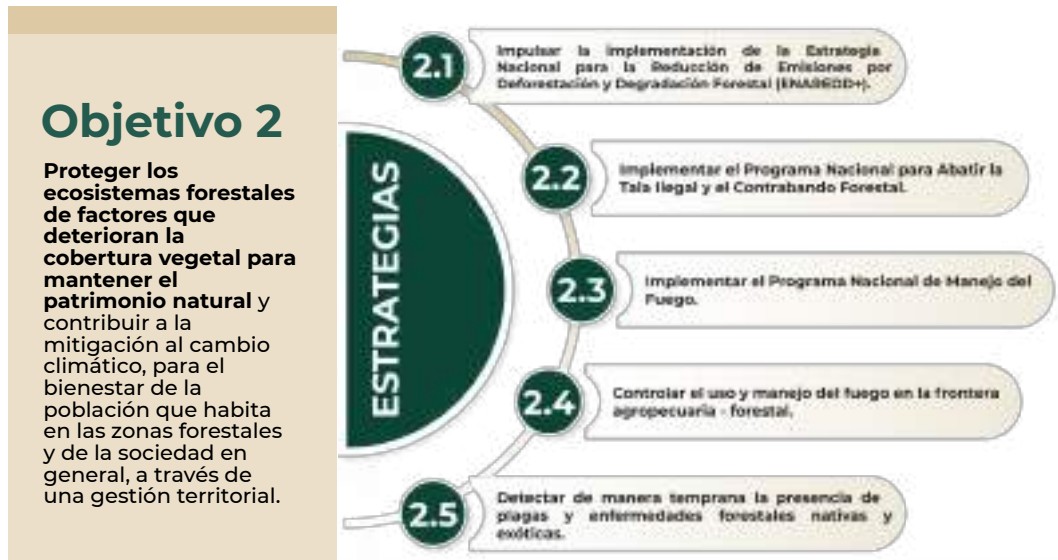 Objetivo 2
Proteger los
ecosistemas forestales
de factores que
deterioran la
cobertura vegetal para
mantener el
patrimonio natural y
contribuir a la
mitigación al cambio
climático, para el
bienestar de la
población que habita
en las zonas forestales
y de la sociedad en
general, a través de
una gestión territorial.
ESTRATEGIAS
2.1
Impulsar la implementación de la Estrategia
Nacional para la Reducción de Emisiones por
Deforestación y Degradación Forestal (ENAREDD+).
2.2
Implementar el Programa Nacional para Abatir la
Tala Ilegal y el Contrabando Forestal.
2.3
Implementar el Programa Nacional de Manejo del
Fuego.
2.4
Controlar el uso y manejo del fuego en la frontera
agropecuaria - forestal.
2.5
Detectar de manera temprana la presencia de
plagas y enfermedades forestales nativas y
exóticas.